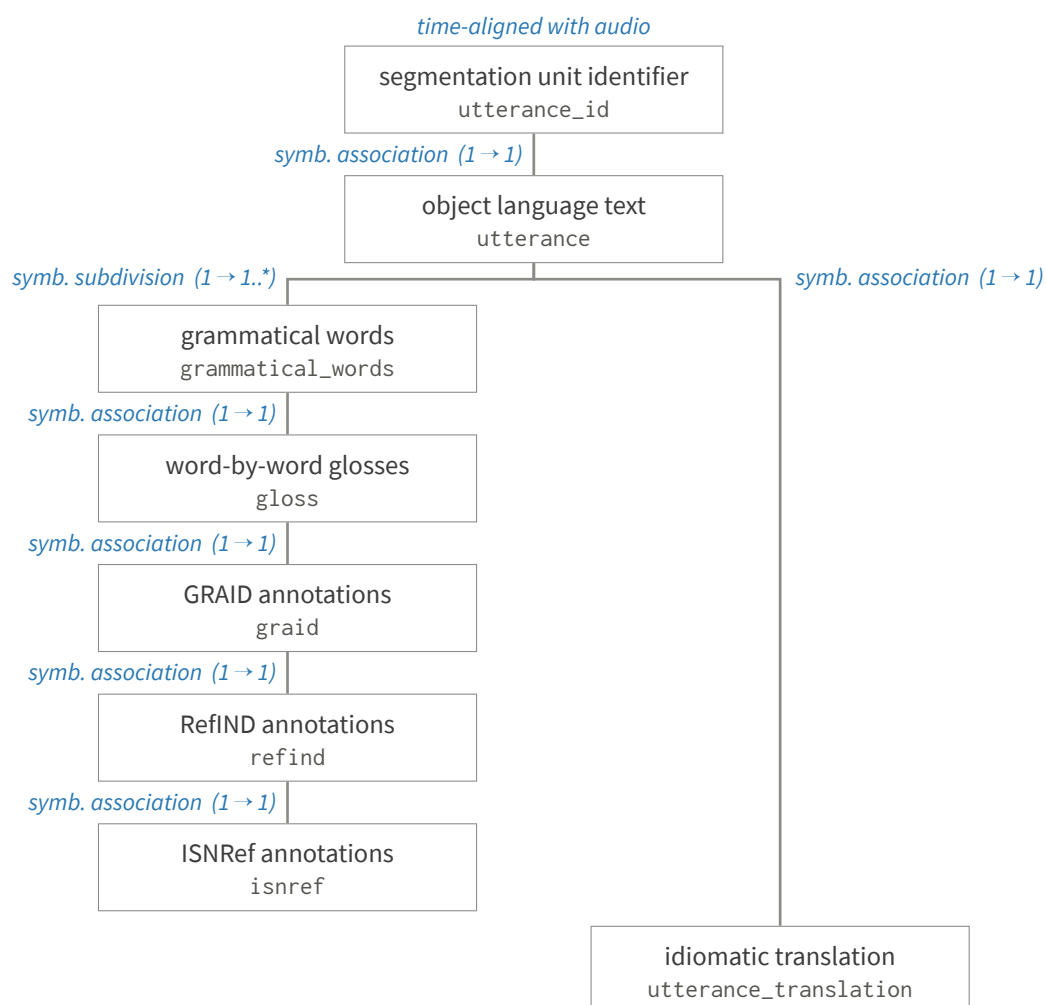 time-aligned with audio
segmentation unit identifier
utterance_id
symb. association (1 → 1)
object language text
utterance
symb. subdivision (1 → 1..*)
symb. association (1 → 1)
grammatical words
grammatical_words
symb. association (1 → 1)
word-by-word glosses
gloss
symb. association (1 → 1)
GRAID annotations
graid
symb. association (1 → 1)
RefIND annotations
refind
symb. association (1 → 1)
ISNRef annotations
isnref
idiomatic translation
utterance_translation